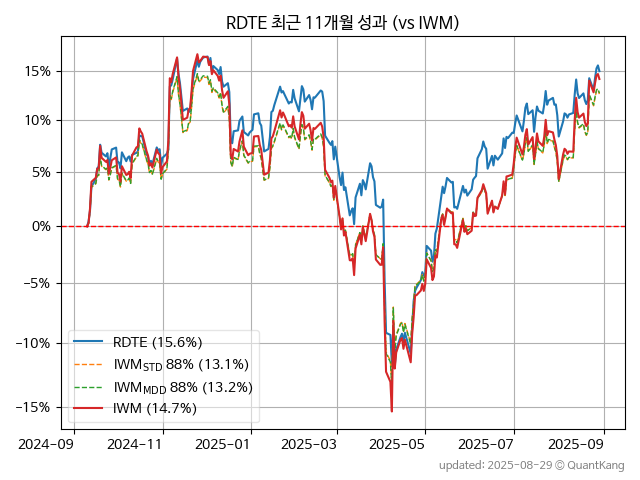 RDTE 최근 11개월 성과 (vs IWM)
15%
10%
5%
0%
−5%
−10%
−15%
RDTE (15.6%)
IWM_STD 88% (13.1%)
IWM_MDD 88% (13.2%)
IWM (14.7%)
2024-09 2024-11 2025-01 2025-03 2025-05 2025-07 2025-09
updated: 2025-08-29 © QuantKang